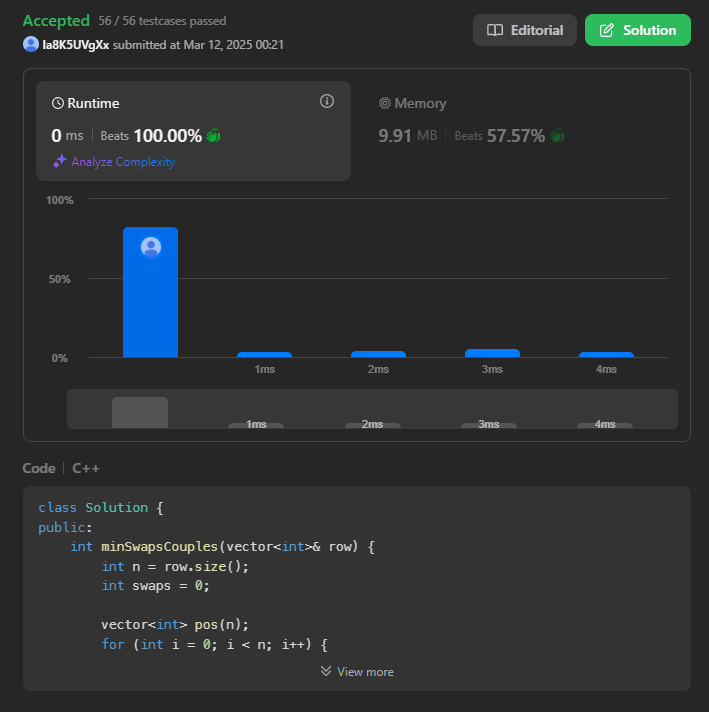 Accepted 56 / 56 testcases passed
Ia8K5UVgXx submitted at Mar 12, 2025 00:21
Editorial
Solution
Runtime
0 ms | Beats 100.00%
Analyze Complexity
Memory
9.91 MB | Beats 57.57%
100%
50%
0%
1ms 2ms 3ms 4ms
1ms 2ms 3ms 4ms
Code | C++
class Solution {
public:
    int minSwapsCouples(vector<int>& row) {
        int n = row.size();
        int swaps = 0;
        vector<int> pos(n);
        for (int i = 0; i < n; i++) {
View more